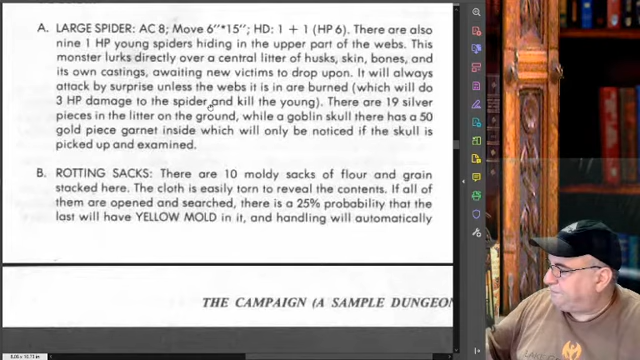 A. LARGE SPIDER: AC 8; Move 6"*15"; HD: 1 + 1 (HP 6). There are also
nine 1 HP young spiders hiding in the upper part of the webs. This
monster lurks directly over a central litter of husks, skin, bones, and
its own castings, awaiting new victims to drop upon. It will always
attack by surprise unless the webs it is in are burned (which will do
3 HP damage to the spider and kill the young). There are 19 silver
pieces in the litter on the ground, while a goblin skull there has a 50
gold piece garnet inside which will only be noticed if the skull is
picked up and examined.
B. ROTTING SACKS: There are 10 moldy sacks of flour and grain
stacked here. The cloth is easily torn to reveal the contents. If all of
them are opened and searched, there is a 25% probability that the
last will have YELLOW MOLD in it, and handling will automatically
THE CAMPAIGN (A SAMPLE DUNGEON